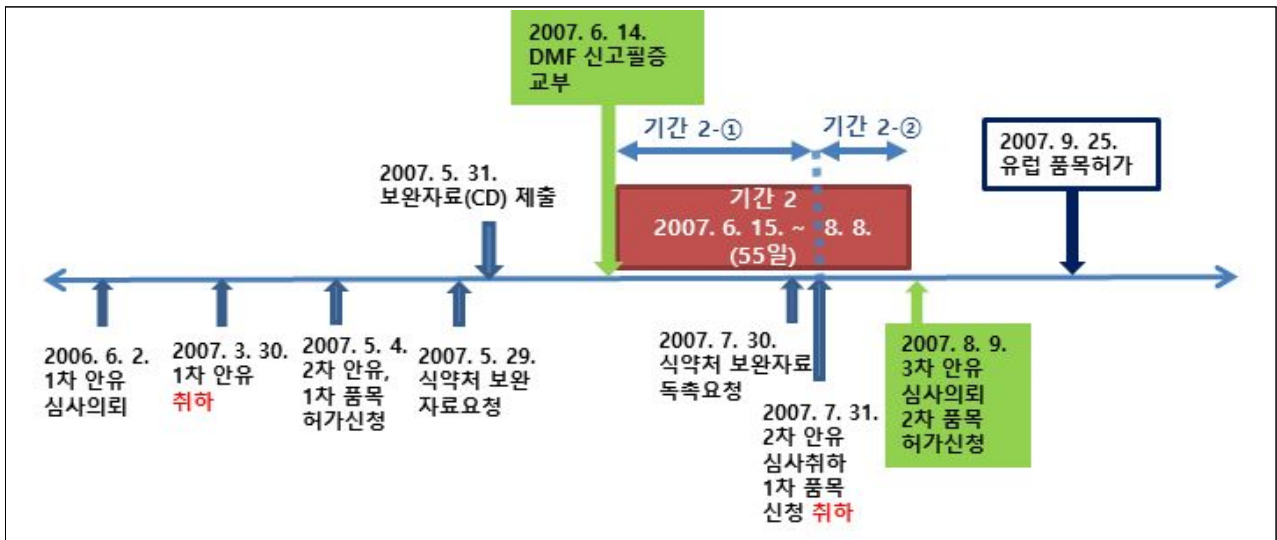 2007. 6. 14.
DMF 신고필증
교부
기간 2-①
기간 2-②
2007. 9. 25.
유럽 품목허가
2007. 5. 31.
보완자료(CD) 제출
기간 2
2007. 6. 15. ~ 8. 8.
(55일)
2006. 6. 2.
1차 안유
심사의뢰
2007. 3. 30.
1차 안유
취하
2007. 5. 4.
2차 안유,
1차 품목
허가신청
2007. 5. 29.
식약처 보완
자료요청
2007. 7. 30.
식약처 보완자료
독촉요청
2007. 7. 31.
2차 안유
심사취하
1차 품목
신청 취하
2007. 8. 9.
3차 안유
심사의뢰
2차 품목
허가신청